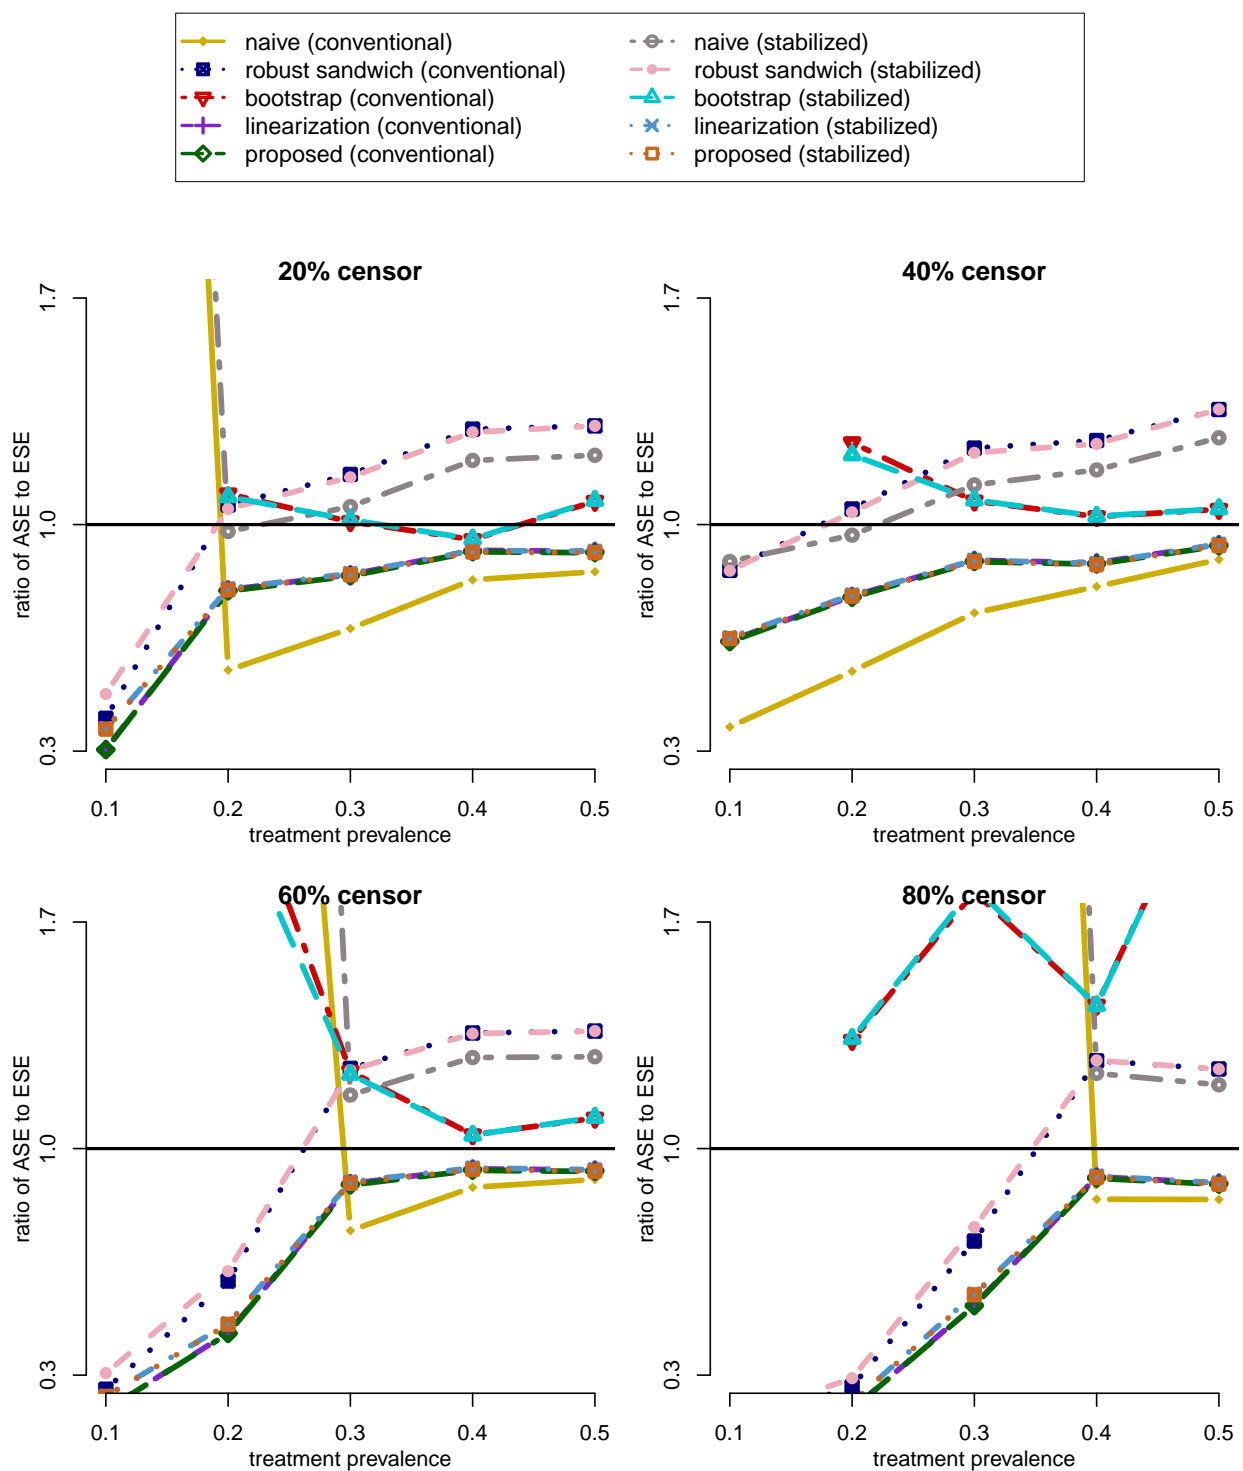 naive (conventional)
robust sandwich (conventional)
bootstrap (conventional)
linearization (conventional)
proposed (conventional)
naive (stabilized)
robust sandwich (stabilized)
bootstrap (stabilized)
linearization (stabilized)
proposed (stabilized)
20% censor
ratio of ASE to ESE
1.7
1.0
0.3
0.1 0.2 0.3 0.4 0.5
treatment prevalence
40% censor
ratio of ASE to ESE
1.7
1.0
0.3
0.1 0.2 0.3 0.4 0.5
treatment prevalence
60% censor
ratio of ASE to ESE
1.7
1.0
0.3
0.1 0.2 0.3 0.4 0.5
treatment prevalence
80% censor
ratio of ASE to ESE
1.7
1.0
0.3
0.1 0.2 0.3 0.4 0.5
treatment prevalence